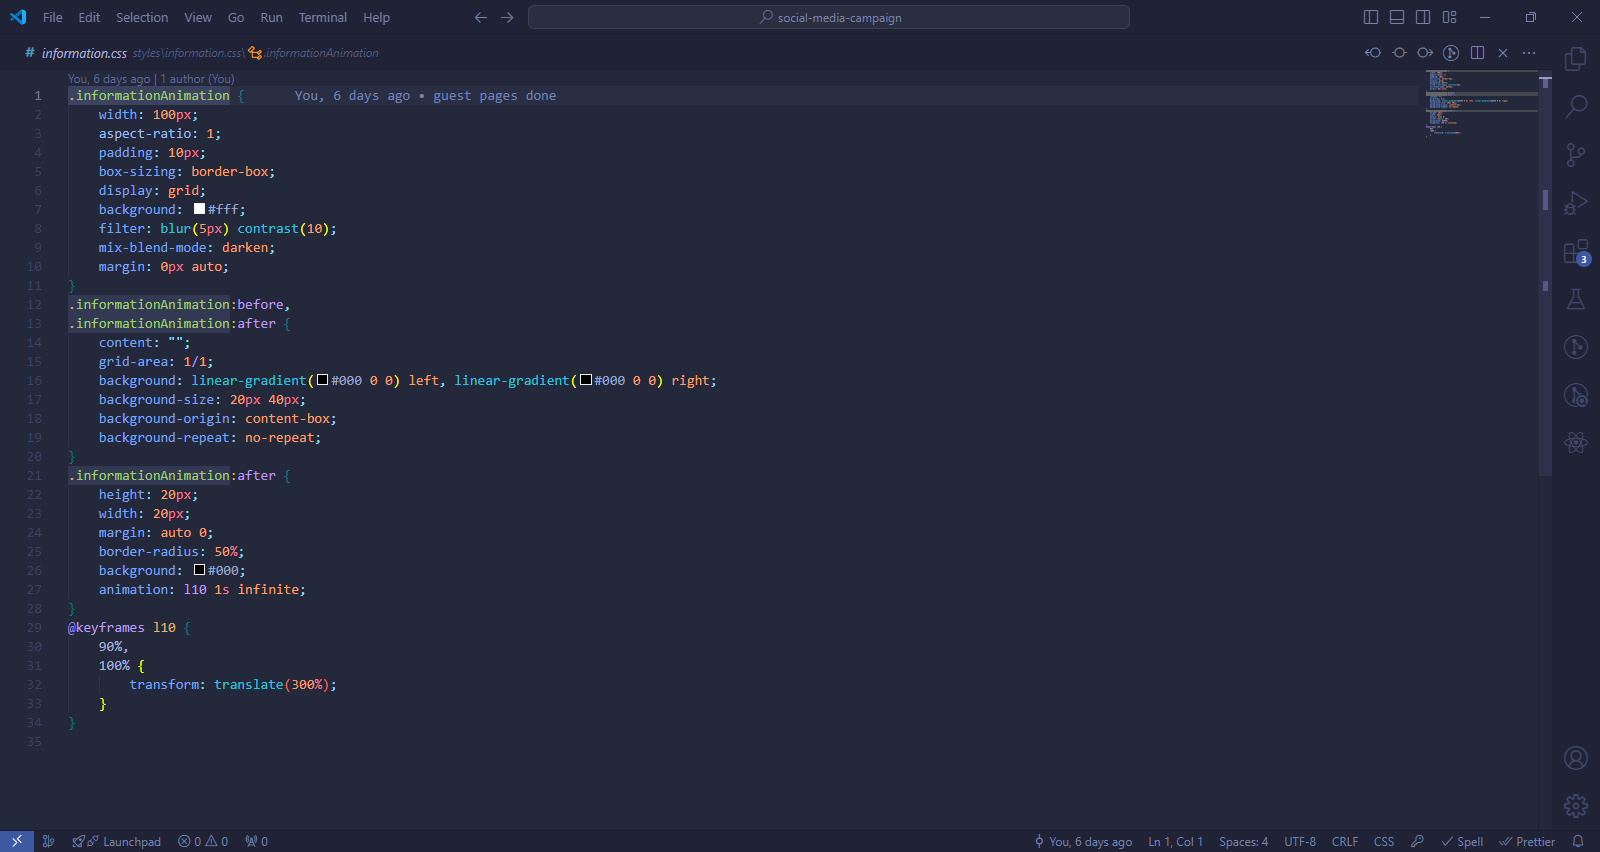 File Edit Selection View Go Run Terminal Help social-media-campaign
# information.css styles\information.css\ .informationAnimation
You, 6 days ago | 1 author (You)
1 .informationAnimation { You, 6 days ago • guest pages done
2 width: 100px;
3 aspect-ratio: 1;
4 padding: 10px;
5 box-sizing: border-box;
6 display: grid;
7 background: #fff;
8 filter: blur(5px) contrast(10);
9 mix-blend-mode: darken;
10 margin: 0px auto;
11 }
12 .informationAnimation:before,
13 .informationAnimation:after {
14 content: "";
15 grid-area: 1/1;
16 background: linear-gradient(#000 0 0) left, linear-gradient(#000 0 0) right;
17 background-size: 20px 40px;
18 background-origin: content-box;
19 background-repeat: no-repeat;
20 }
21 .informationAnimation:after {
22 height: 20px;
23 width: 20px;
24 margin: auto 0;
25 border-radius: 50%;
26 background: #000;
27 animation: l10 1s infinite;
28 }
29 @keyframes l10 {
30 90%,
31 100% {
32 transform: translate(300%);
33 }
34 }
35
3
Launchpad 0 0 0 You, 6 days ago Ln 1, Col 1 Spaces: 4 UTF-8 CRLF CSS Spell Prettier